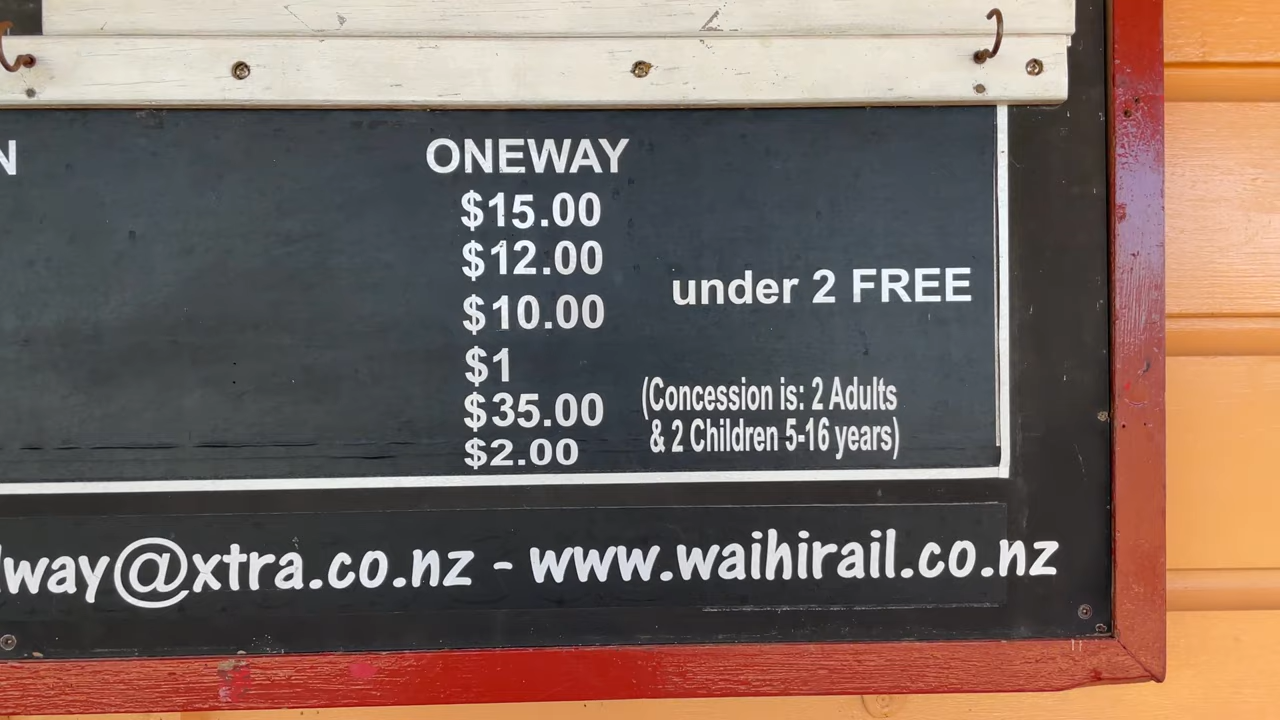 N
ONEWAY
$15.00
$12.00
under 2 FREE
$10.00
$1
$35.00
(Concession is: 2 Adults
& 2 Children 5-16 years)
$2.00
way@xtra.co.nz - www.waihirail.co.nz